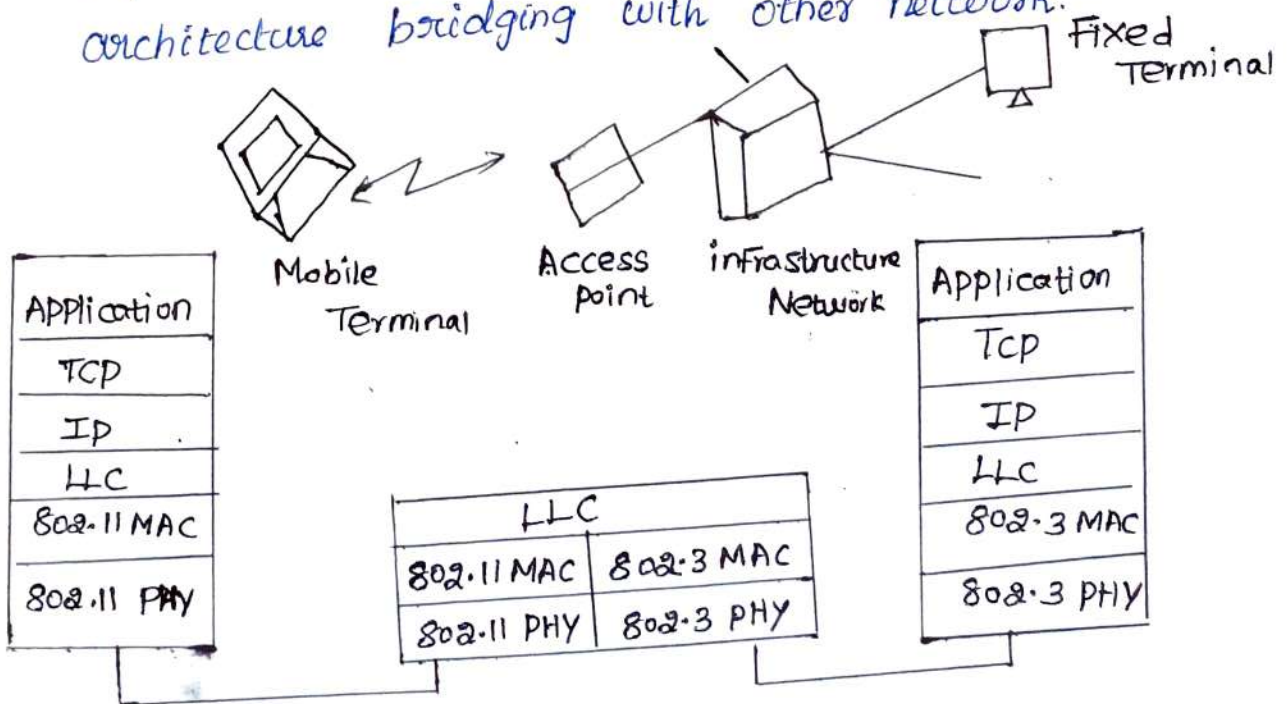 architecture bridging with other network.
Fixed
Terminal
Mobile
Terminal
Access
point
infrastructure
Network
Application
TCP
IP
LLC
802.11 MAC
802.11 PHY
LLC
802.11 MAC 802.3 MAC
802.11 PHY 802.3 PHY
Application
Tcp
IP
LLC
802.3 MAC
802.3 PHY